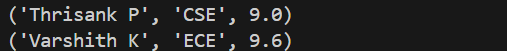 ('Thrisank P', 'CSE', 9.0)
('Varshith K', 'ECE', 9.6)